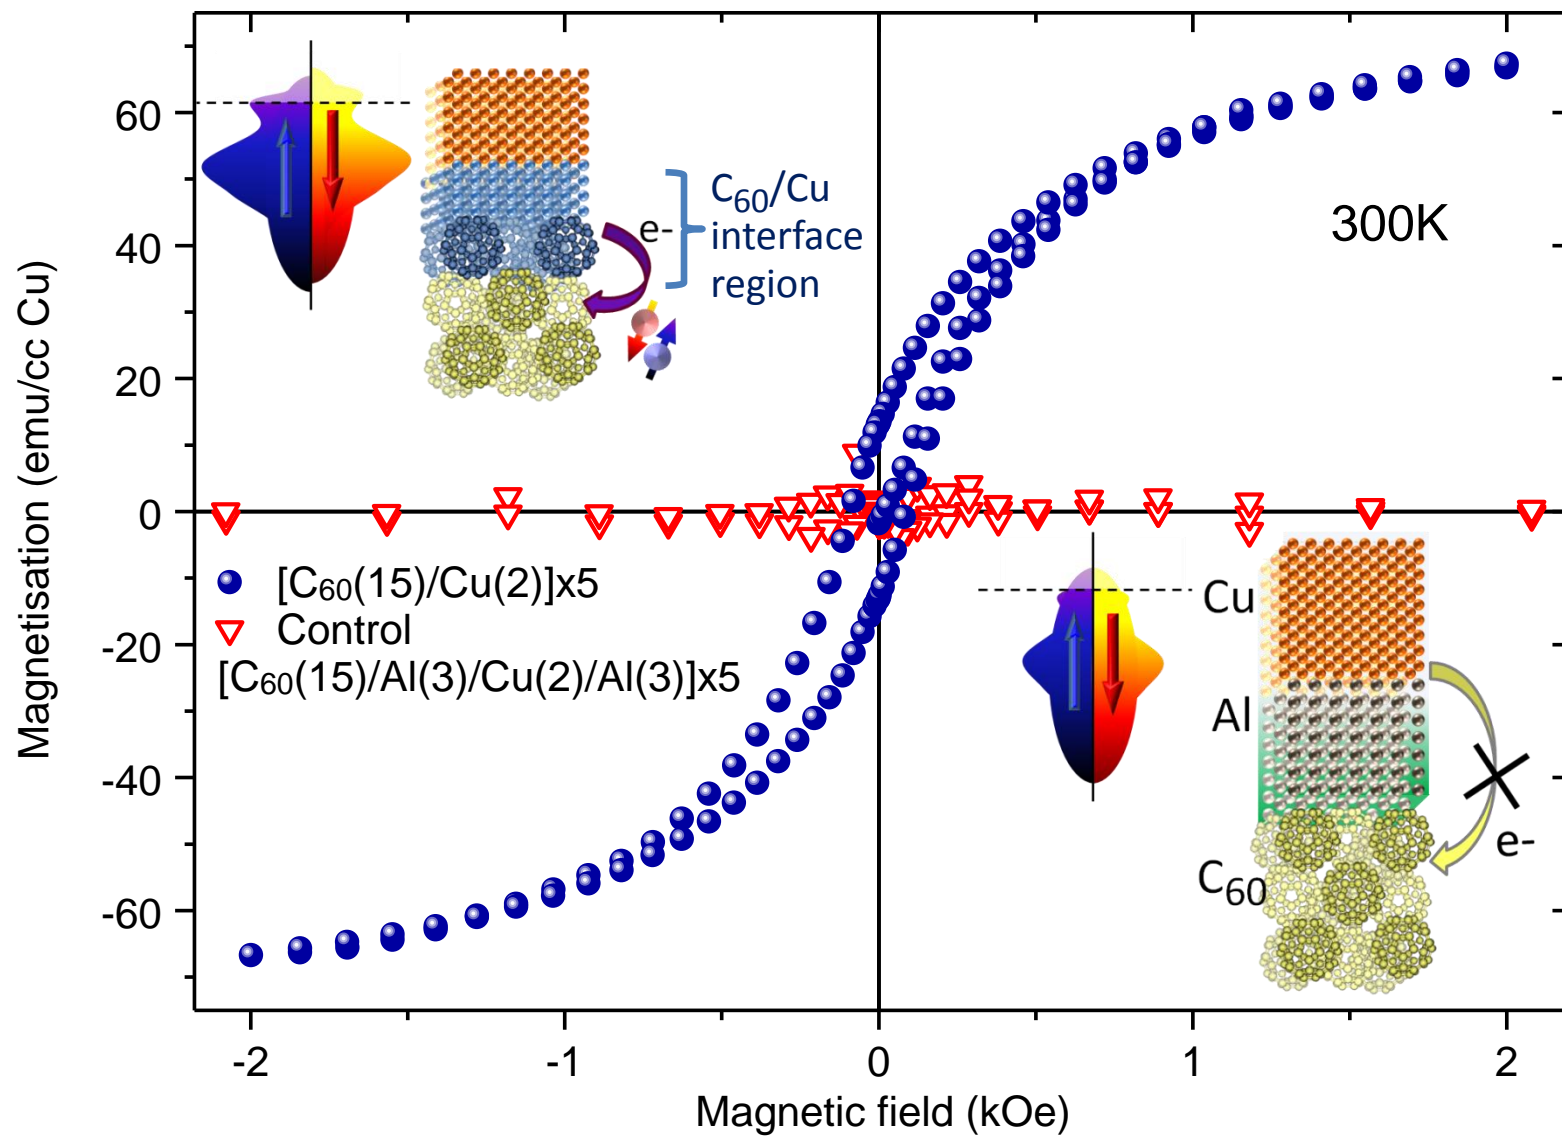 Magnetisation (emu/cc Cu)
60
40
20
0
-20
-40
-60
e-
C60/Cu
interface
region
300K
[C60(15)/Cu(2)]x5
Control
[C60(15)/Al(3)/Cu(2)/Al(3)]x5
Cu
Al
e-
C60
-2
-1
0
1
2
Magnetic field (kOe)